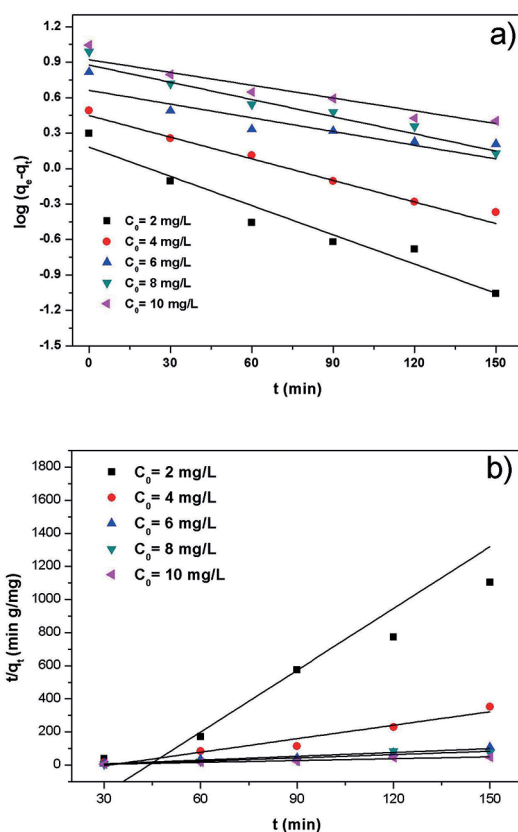 a)
1.5
1.2
0.9
0.6
0.3
0.0
-0.3
-0.6
-0.9
-1.2
-1.5
log (qe-qt)
C0= 2 mg/L
C0= 4 mg/L
C0= 6 mg/L
C0= 8 mg/L
C0= 10 mg/L
0 30 60 90 120 150
t (min)
b)
1800
1600
1400
1200
1000
800
600
400
200
0
t/qt (min g/mg)
C0= 2 mg/L
C0= 4 mg/L
C0= 6 mg/L
C0= 8 mg/L
C0= 10 mg/L
30 60 90 120 150
t (min)